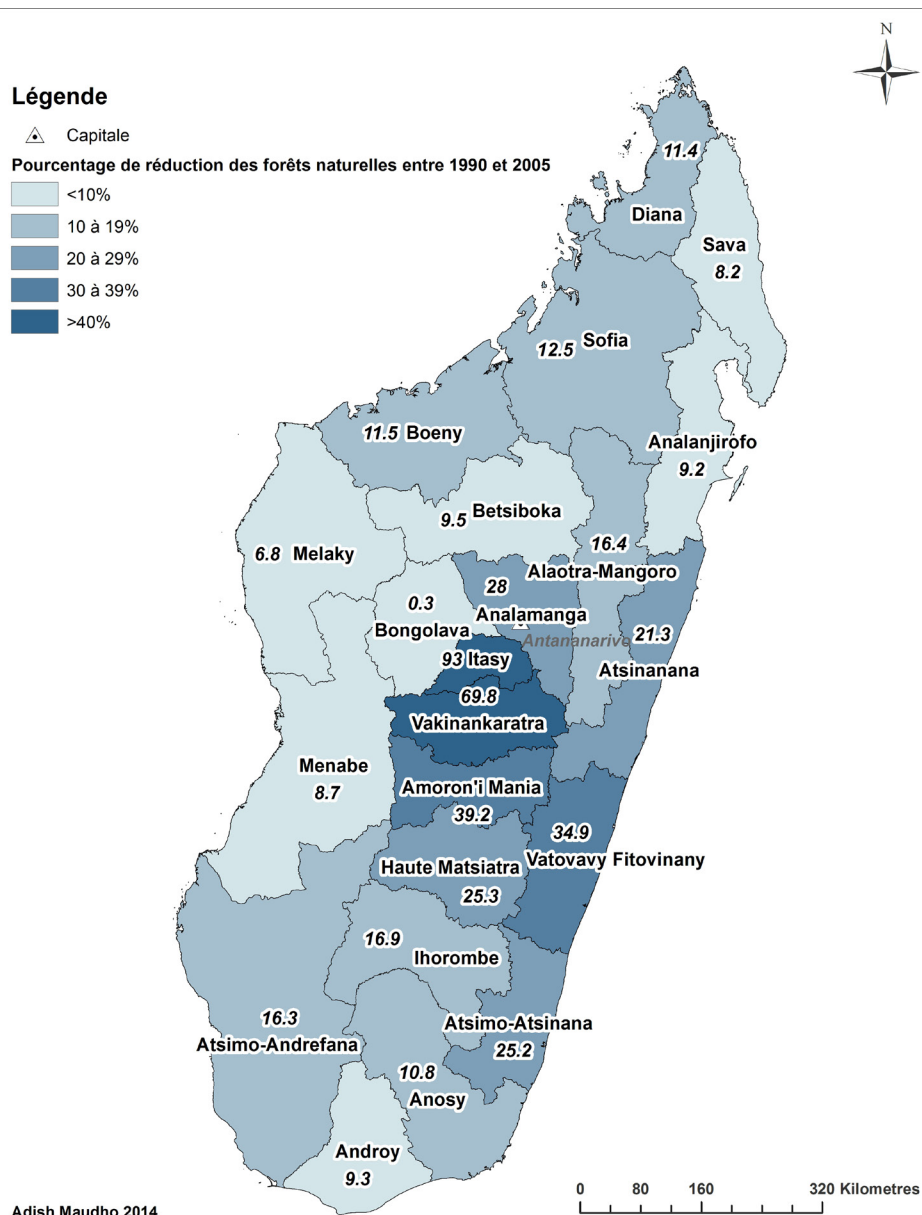 N
Légende
Capitale
Pourcentage de réduction des forêts naturelles entre 1990 et 2005
<10%
10 à 19%
20 à 29%
30 à 39%
>40%
11.4
Diana
Sava
8.2
12.5 Sofia
11.5 Boeny
Analanjirofo
9.2
9.5 Betsiboka
6.8 Melaky
16.4
Alaotra-Mangoro
28
Analamanga
Antananarivo
0.3
Bongolava
21.3
Atsinanana
93 Itasy
69.8
Vakinankaratra
Menabe
8.7
Amoron'i Mania
39.2
34.9
Vatovavy Fitovinany
Haute Matsiatra
25.3
16.9
Ihorombe
16.3
Atsimo-Andrefana
Atsimo-Atsinana
25.2
10.8
Anosy
Androy
9.3
0 80 160 320 Kilometres
Adish Maudho 2014